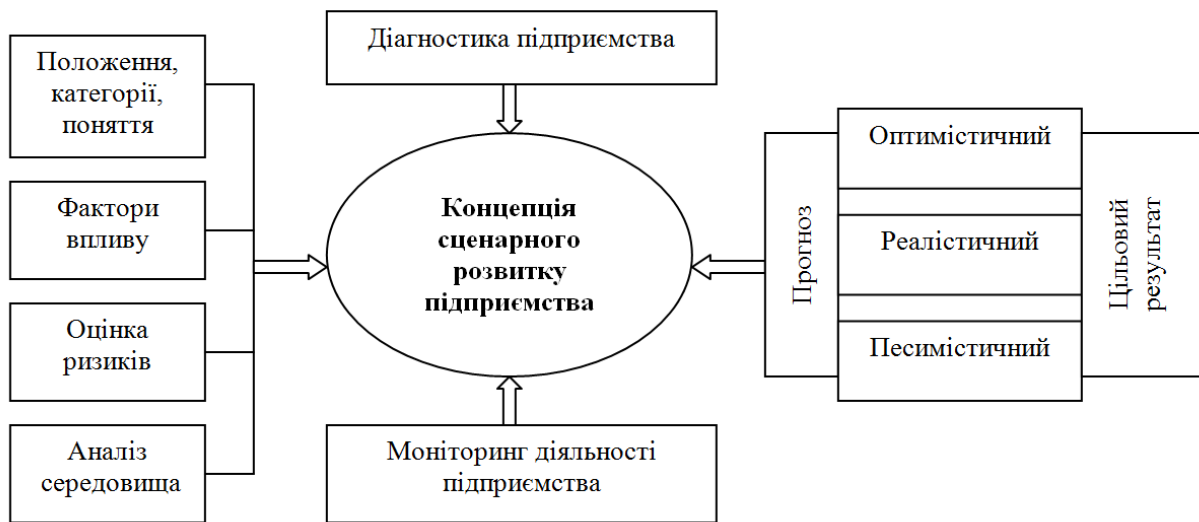 Положення,
категорії,
поняття
Фактори
впливу
Оцінка
ризиків
Аналіз
середовища
Діагностика підприємства
Концепція
сценарного
розвитку
підприємства
Моніторинг діяльності
підприємства
Прогноз
Оптимістичний
Реалістичний
Песимістичний
Цільовий
результат